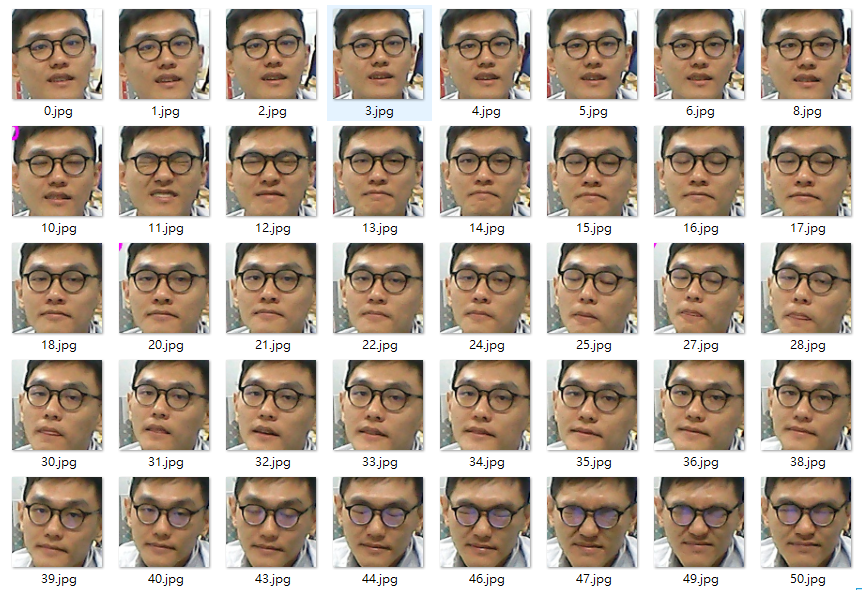 0.jpg 1.jpg 2.jpg 3.jpg 4.jpg 5.jpg 6.jpg 8.jpg
10.jpg 11.jpg 12.jpg 13.jpg 14.jpg 15.jpg 16.jpg 17.jpg
18.jpg 20.jpg 21.jpg 22.jpg 24.jpg 25.jpg 27.jpg 28.jpg
30.jpg 31.jpg 32.jpg 33.jpg 34.jpg 35.jpg 36.jpg 38.jpg
39.jpg 40.jpg 43.jpg 44.jpg 46.jpg 47.jpg 49.jpg 50.jpg